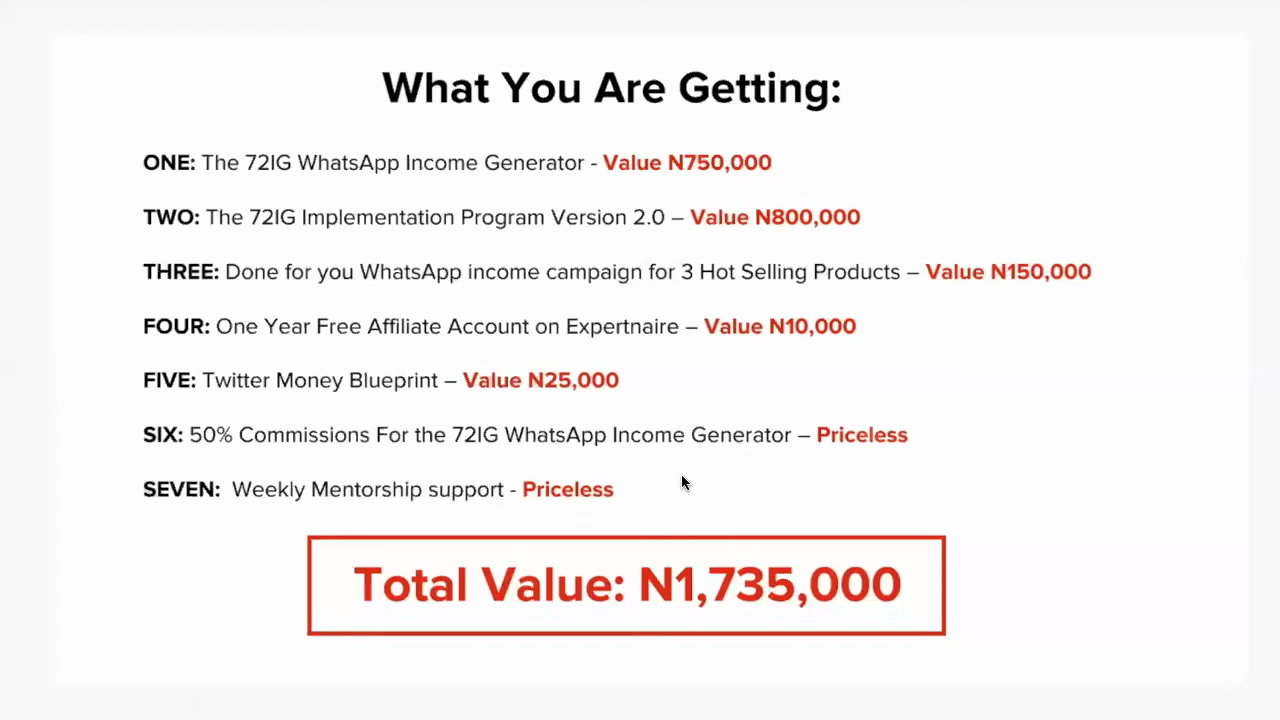 What You Are Getting:
ONE: The 72IG WhatsApp Income Generator - Value N750,000
TWO: The 72IG Implementation Program Version 2.0 – Value N800,000
THREE: Done for you WhatsApp income campaign for 3 Hot Selling Products – Value N150,000
FOUR: One Year Free Affiliate Account on Expertnaire – Value N10,000
FIVE: Twitter Money Blueprint – Value N25,000
SIX: 50% Commissions For the 72IG WhatsApp Income Generator – Priceless
SEVEN: Weekly Mentorship support - Priceless
Total Value: N1,735,000